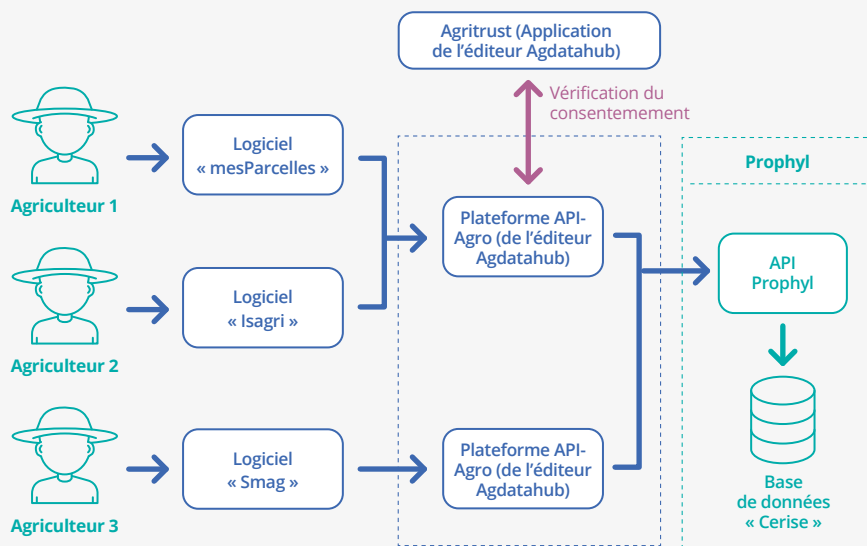 Agritrust (Application
de l'éditeur Agdatahub)
Vérification du
consentemement
Agriculteur 1
Logiciel
« mesParcelles »
Plateforme API-
Agro (de l'éditeur
Agdatahub)
Prophyl
API
Prophyl
Agriculteur 2
Logiciel
« Isagri »
Agriculteur 3
Logiciel
« Smag »
Plateforme API-
Agro (de l'éditeur
Agdatahub)
Base
de données
« Cerise »